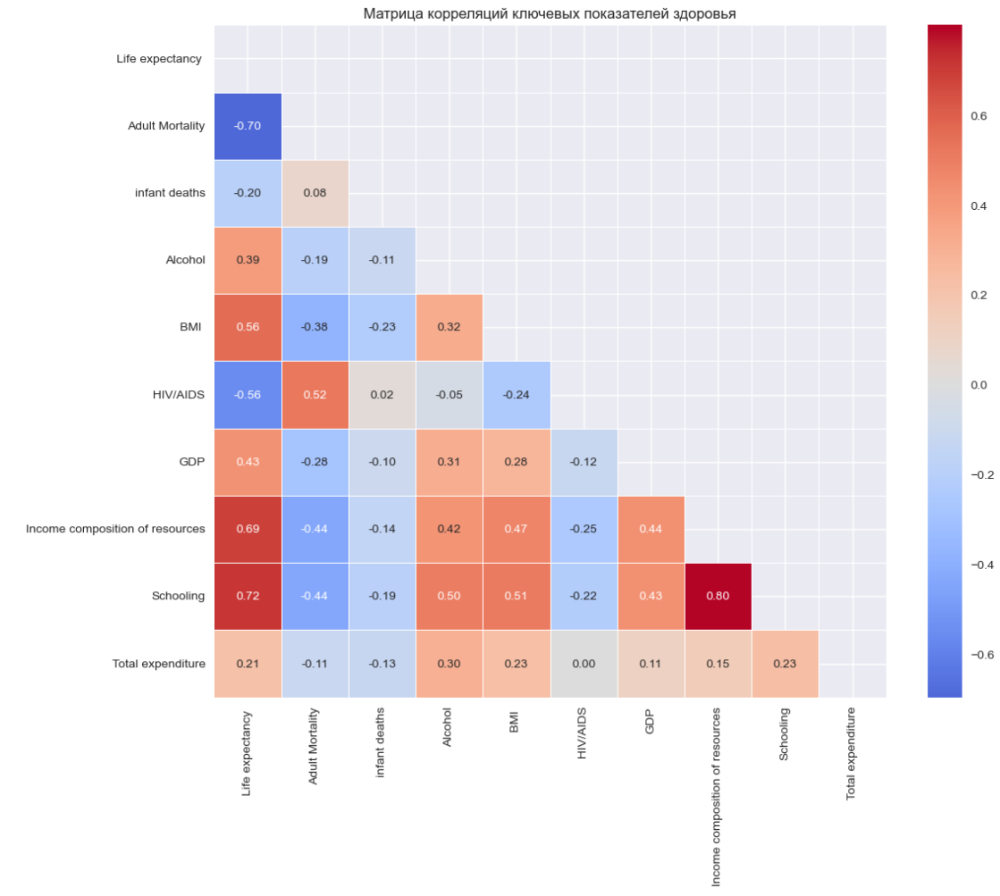 Матрица корреляций ключевых показателей здоровья
Life expectancy
Adult Mortality
-0.70
infant deaths
-0.20 0.08
Alcohol
0.39 -0.19 -0.11
BMI
0.56 -0.38 -0.23 0.32
HIV/AIDS
-0.56 0.52 0.02 -0.05 -0.24
GDP
0.43 -0.28 -0.10 0.31 0.28 -0.12
Income composition of resources
0.69 -0.44 -0.14 0.42 0.47 -0.25 0.44
Schooling
0.72 -0.44 -0.19 0.50 0.51 -0.22 0.43 0.80
Total expenditure
0.21 -0.11 -0.13 0.30 0.23 0.00 0.11 0.15 0.23
Life expectancy
Adult Mortality
infant deaths
Alcohol
BMI
HIV/AIDS
GDP
Income composition of resources
Schooling
Total expenditure
0.6
0.4
0.2
0.0
−0.2
−0.4
−0.6